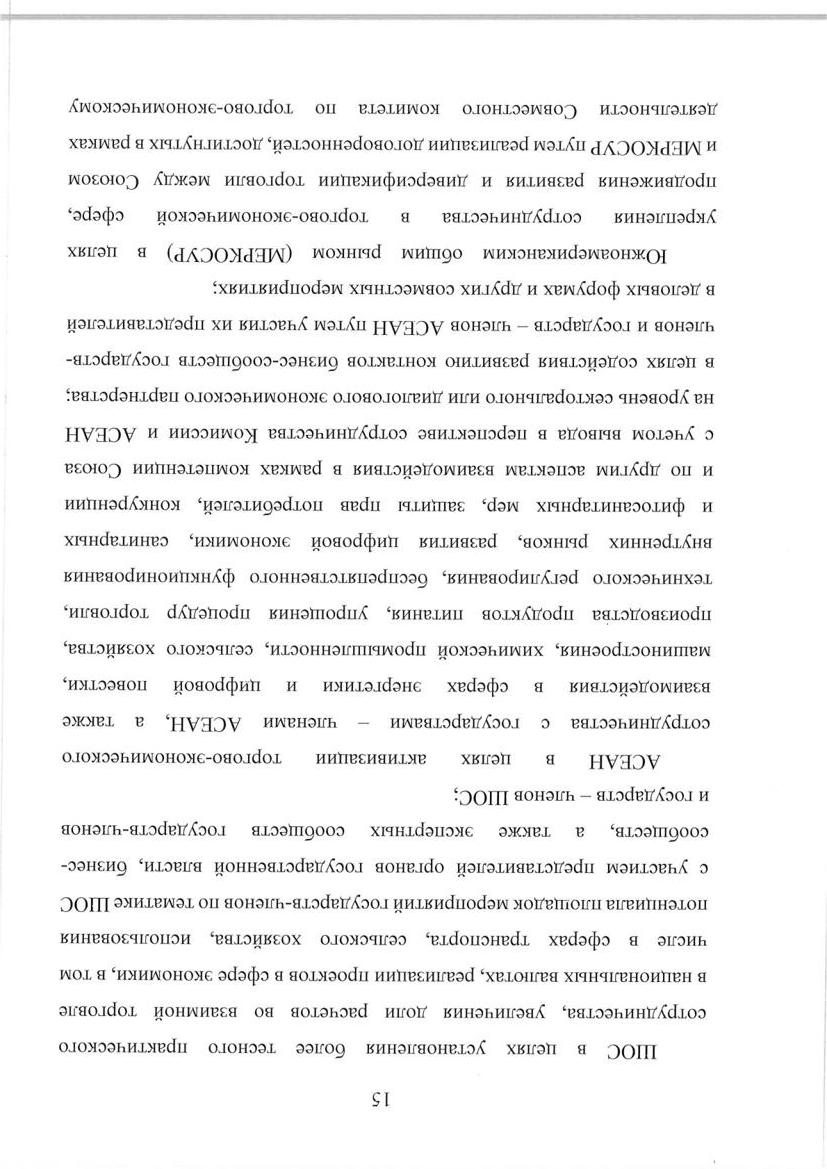 15
ШОС в целях установления более тесного практического
сотрудничества, увеличения доли расчетов во взаимной торговле
в национальных валютах, реализации проектов в сфере экономики, в том
числе в сферах транспорта, сельского хозяйства, использования
потенциала площадок мероприятий государств-членов по тематике ШОС
с участием представителей органов государственной власти, бизнес-
сообществ, а также экспертных сообществ государств-членов
и государств – членов ШОС;
АСЕАН в целях активизации торгово-экономического
сотрудничества с государствами – членами АСЕАН, а также
взаимодействия в сферах энергетики и цифровой повестки,
машиностроения, химической промышленности, сельского хозяйства,
производства продуктов питания, упрощения процедур торговли,
технического регулирования, беспрепятственного функционирования
внутренних рынков, развития цифровой экономики, санитарных
и фитосанитарных мер, защиты прав потребителей, конкуренции
и по другим аспектам взаимодействия в рамках компетенции Союза
с учетом вывода в перспективе сотрудничества Комиссии и АСЕАН
на уровень секторального или диалогового экономического партнерства;
в целях содействия развитию контактов бизнес-сообществ государств-
членов и государств – членов АСЕАН путем участия их представителей
в деловых форумах и других совместных мероприятиях;
Южноамериканским общим рынком (МЕРКОСУР) в целях
укрепления сотрудничества в торгово-экономической сфере,
продвижения развития и диверсификации торговли между Союзом
и МЕРКОСУР путем реализации договоренностей, достигнутых в рамках
деятельности Совместного комитета по торгово-экономическому